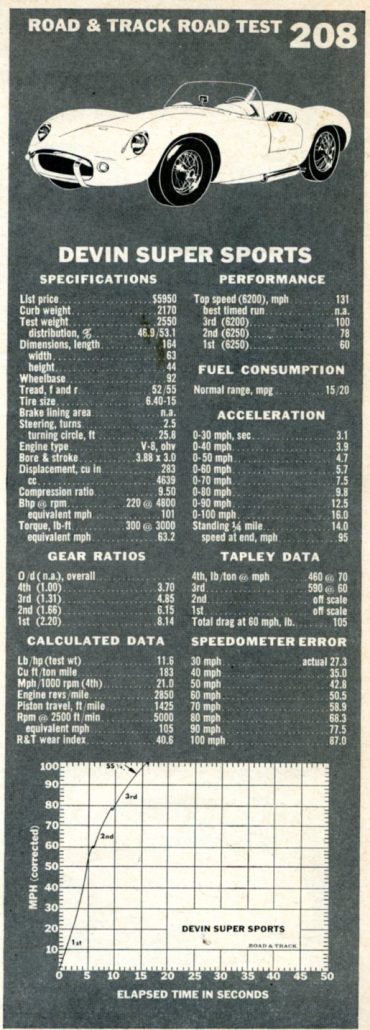 ROAD & TRACK ROAD TEST 208
DEVIN SUPER SPORTS
SPECIFICATIONS
List price $5950
Curb weight 2170
Test weight 2550
distribution, % 46.9/53.1
Dimensions, length 164
width 63
height 44
Wheelbase 92
Tread, f and r 52/55
Tire size 6.40-15
Brake lining area n.a.
Steering, turns 2.5
turning circle, ft 25.8
Engine type V-8, ohv
Bore & stroke 3.88 x 3.0
Displacement, cu in 283
cc 4639
Compression ratio 9.50
Bhp @ rpm 220 @ 4800
equivalent mph 101
Torque, lb-ft 300 @ 3000
equivalent mph 63.2
GEAR RATIOS
O/d (n.a.), overall
4th (1.00) 3.70
3rd (1.31) 4.85
2nd (1.66) 6.15
1st (2.20) 8.14
CALCULATED DATA
Lb/hp (test wt) 11.6
Cu ft/ton mile 183
Mph/1000 rpm (4th) 21.0
Engine revs/mile 2850
Piston travel, ft/mile 1425
Rpm @ 2500 ft/min 5000
equivalent mph 105
R&T wear index 40.6
PERFORMANCE
Top speed (6200), mph 131
best timed run n.a.
3rd (6200) 100
2nd (6250) 78
1st (6250) 60
FUEL CONSUMPTION
Normal range, mpg 15/20
ACCELERATION
0-30 mph, sec. 3.1
0-40 mph 3.9
0-50 mph 4.7
0-60 mph 5.7
0-70 mph 7.5
0-80 mph 9.8
0-90 mph 12.5
0-100 mph 16.0
Standing ¼ mile 14.0
speed at end, mph 95
TAPLEY DATA
4th, lb/ton @ mph 460 @ 70
3rd 590 @ 60
2nd off scale
1st off scale
Total drag at 60 mph, lb. 105
SPEEDOMETER ERROR
30 mph actual 27.3
40 mph 35.0
50 mph 42.8
60 mph 50.5
70 mph 58.9
80 mph 68.3
90 mph 77.5
100 mph 87.0
100
90
80
70
60
50
40
30
20
10
MPH (corrected)
SS ¼
3rd
2nd
1st
DEVIN SUPER SPORTS
ROAD & TRACK
0 5 10 15 20 25 30 35 40 45 50
ELAPSED TIME IN SECONDS